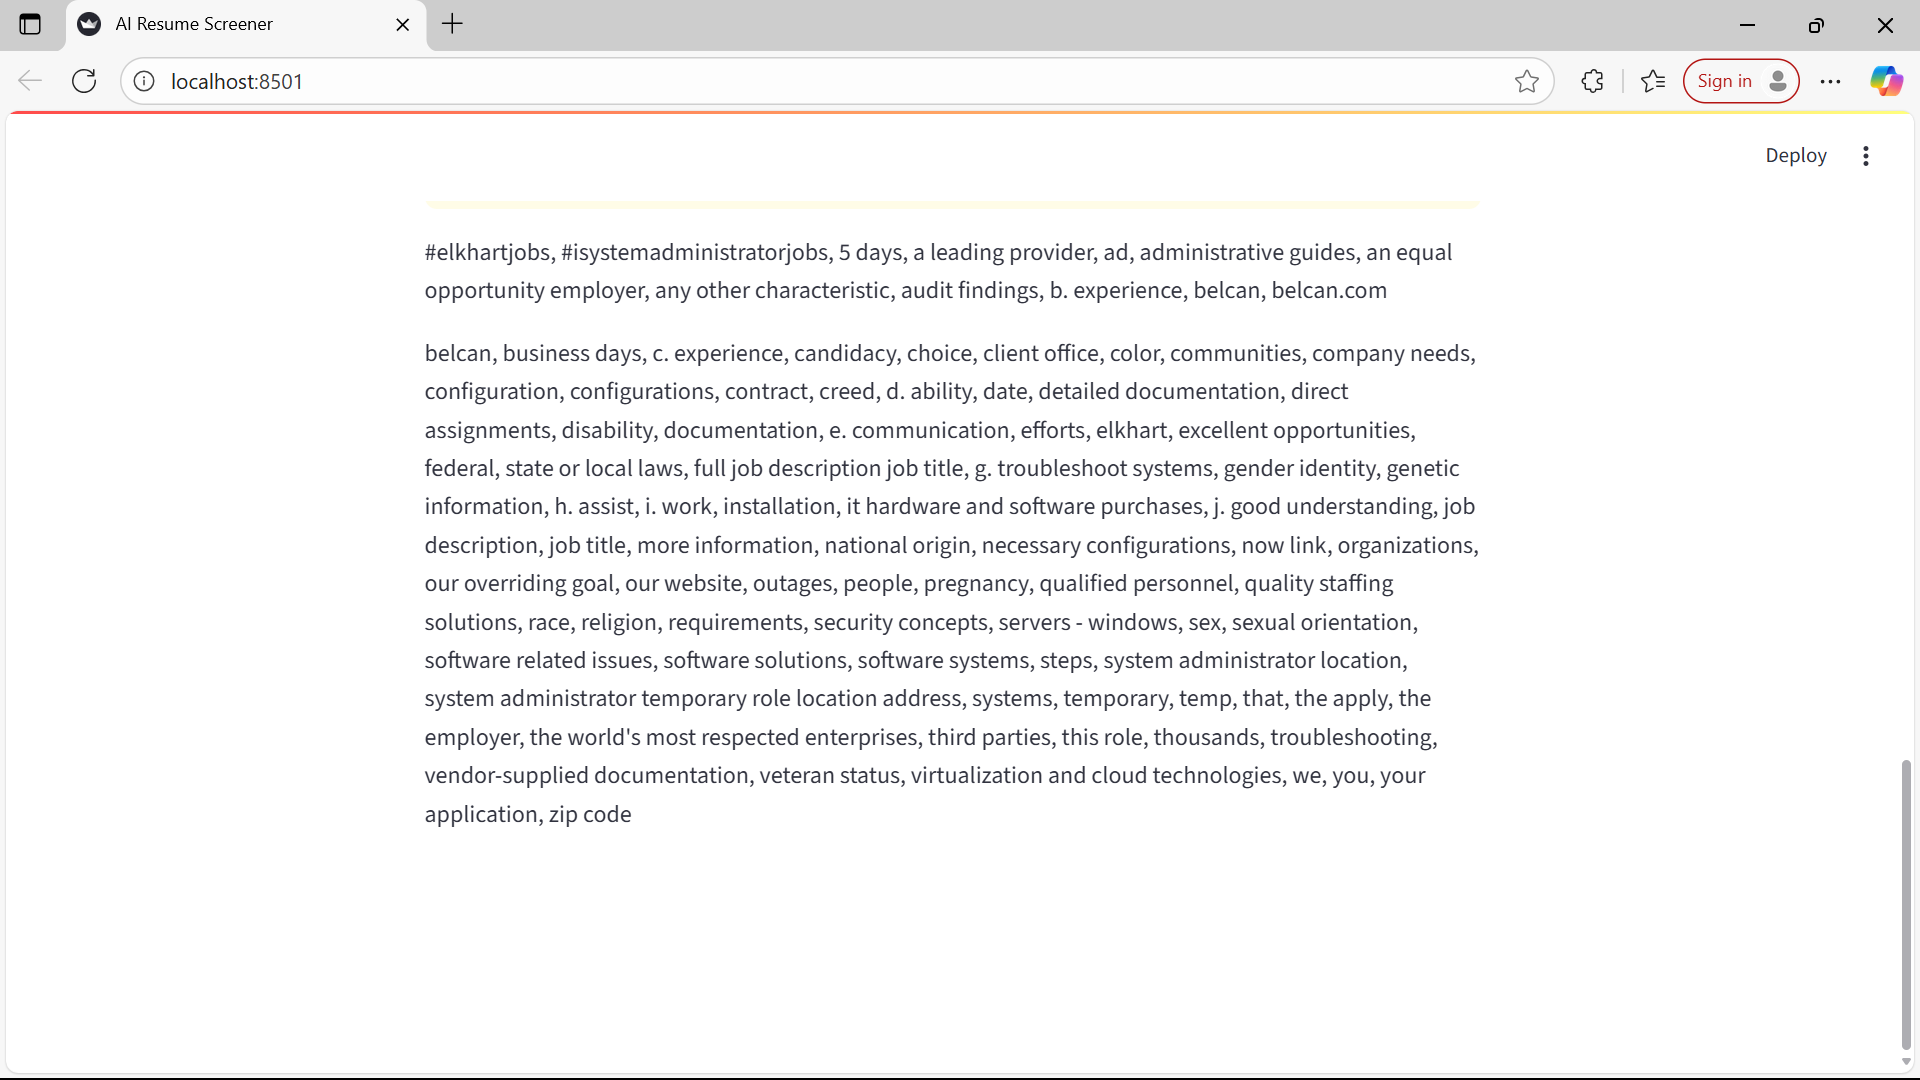 AI Resume Screener
localhost:8501
Sign in
Deploy
#elkhartjobs, #isystemadministratorjobs, 5 days, a leading provider, ad, administrative guides, an equal
opportunity employer, any other characteristic, audit findings, b. experience, belcan, belcan.com
belcan, business days, c. experience, candidacy, choice, client office, color, communities, company needs,
configuration, configurations, contract, creed, d. ability, date, detailed documentation, direct
assignments, disability, documentation, e. communication, efforts, elkhart, excellent opportunities,
federal, state or local laws, full job description job title, g. troubleshoot systems, gender identity, genetic
information, h. assist, i. work, installation, it hardware and software purchases, j. good understanding, job
description, job title, more information, national origin, necessary configurations, now link, organizations,
our overriding goal, our website, outages, people, pregnancy, qualified personnel, quality staffing
solutions, race, religion, requirements, security concepts, servers - windows, sex, sexual orientation,
software related issues, software solutions, software systems, steps, system administrator location,
system administrator temporary role location address, systems, temporary, temp, that, the apply, the
employer, the world's most respected enterprises, third parties, this role, thousands, troubleshooting,
vendor-supplied documentation, veteran status, virtualization and cloud technologies, we, you, your
application, zip code